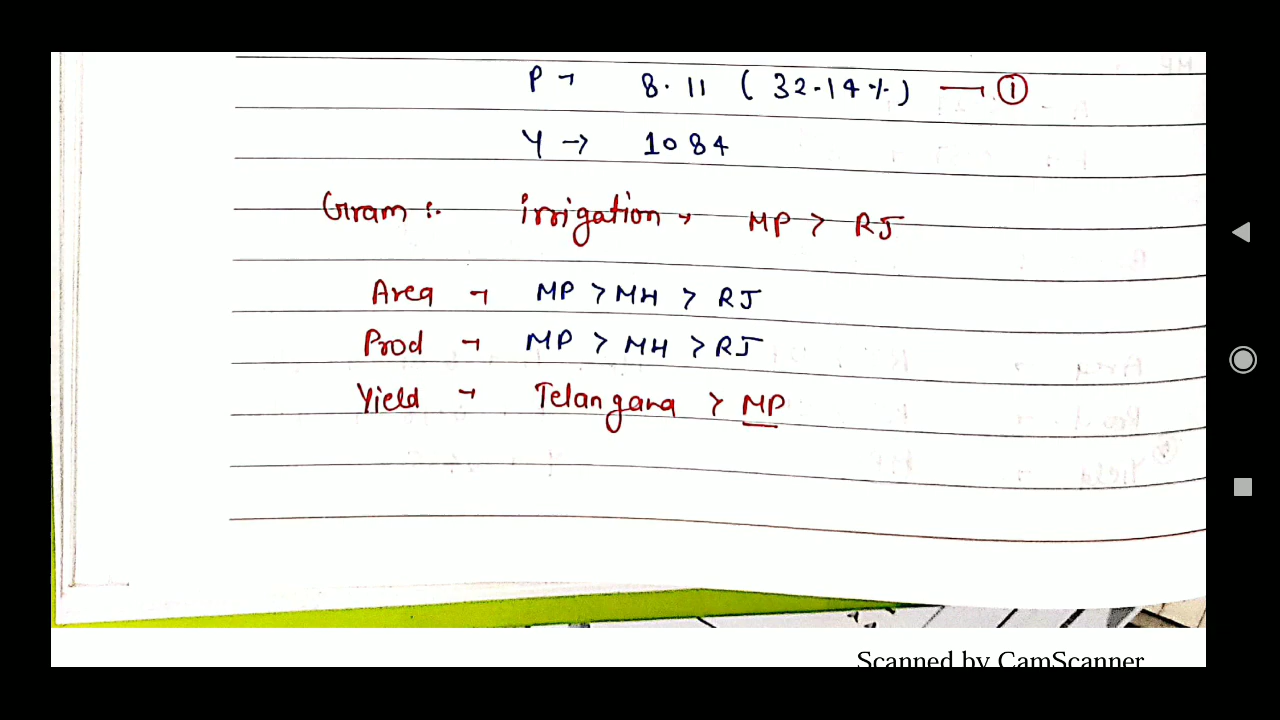 P → 8.11 (32.14%) — ①
Y → 1084
Gram :- irrigation → MP > RJ
Area → MP > MH > RJ
Prod → MP > MH > RJ
Yield → Telangana > MP
Scanned by CamScanner